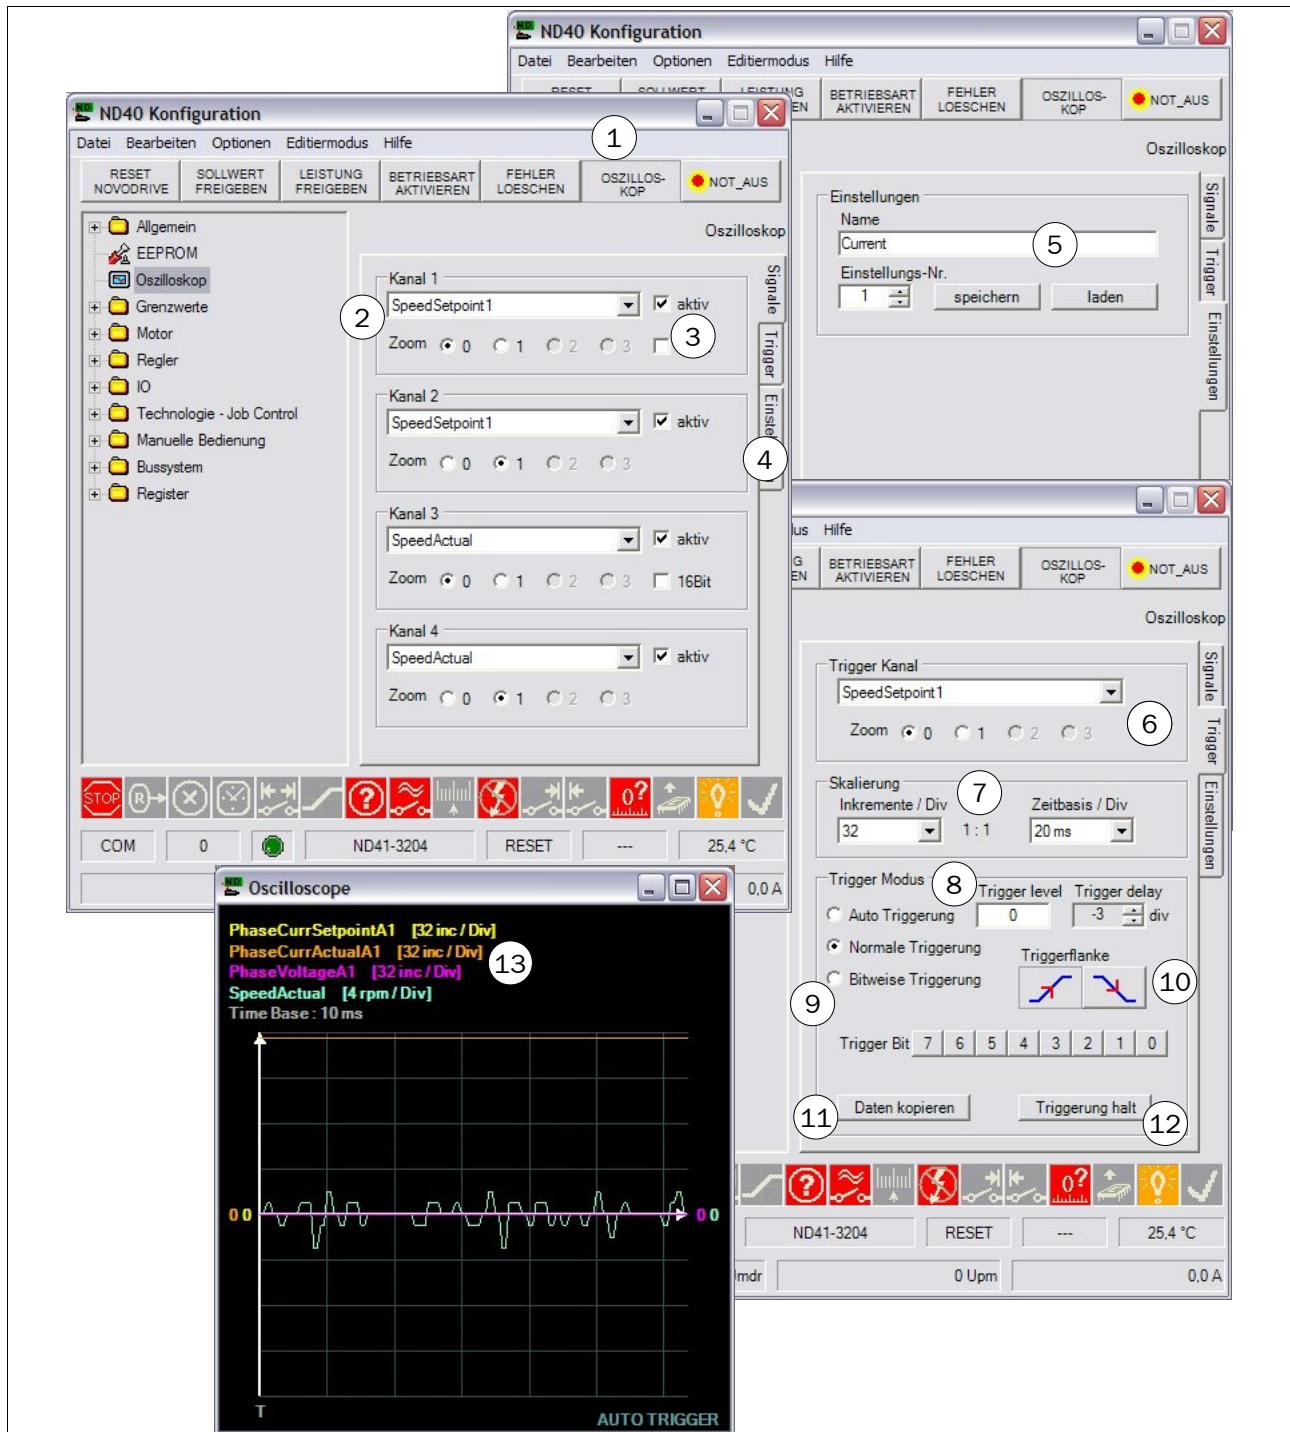 ND40 Konfiguration
Datei Bearbeiten Optionen Editiermodus Hilfe
BETRIEBSART AKTIVIEREN
FEHLER LOESCHEN
OSZILLOS-KOP
NOT_AUS
Oszilloskop
Einstellungen
Name
Current
5
Einstellungs-Nr.
1
speichern
laden
Signale
Trigger
Einstellungen
ND40 Konfiguration
Datei Bearbeiten Optionen Editiermodus Hilfe
1
RESET NOVODRIVE
SOLLWERT FREIGEBEN
LEISTUNG FREIGEBEN
BETRIEBSART AKTIVIEREN
FEHLER LOESCHEN
OSZILLOS-KOP
NOT_AUS
Allgemein
EEPROM
Oszilloskop
Grenzwerte
Motor
Regler
IO
Technologie - Job Control
Manuelle Bedienung
Bussystem
Register
Oszilloskop
Kanal 1
2
SpeedSetpoint1
aktiv
Zoom 0 1 2 3
3
Kanal 2
SpeedSetpoint1
aktiv
Zoom 0 1 2 3
Kanal 3
SpeedActual
aktiv
Zoom 0 1 2 3 16Bit
Kanal 4
SpeedActual
aktiv
Zoom 0 1 2 3
Signale
Trigger
4
STOP
R
?
0?
COM 0 ND41-3204 RESET --- 25,4 °C
0,0 A
Hilfe
BETRIEBSART AKTIVIEREN
FEHLER LOESCHEN
OSZILLOS-KOP
NOT_AUS
Oszilloskop
Trigger Kanal
SpeedSetpoint1
Zoom 0 1 2 3
6
Skalierung
7
Inkremente / Div
Zeitbasis / Div
32 1 : 1 20 ms
Trigger Modus
8
Trigger level Trigger delay
Auto Triggerung 0 -3 div
Normale Triggerung
Triggerflanke
Bitweise Triggerung
9
10
Trigger Bit 7 6 5 4 3 2 1 0
11
Daten kopieren
Triggerung halt
12
Signale
Trigger
Einstellungen
?
0?
ND41-3204 RESET --- 25,4 °C
0 Upm 0,0 A
Oscilloscope
PhaseCurrSetpointA1 [32 inc / Div]
PhaseCurrActualA1 [32 inc / Div]
13
PhaseVoltageA1 [32 inc / Div]
SpeedActual [4 rpm / Div]
Time Base : 10 ms
0 0
0 0
T
AUTO TRIGGER